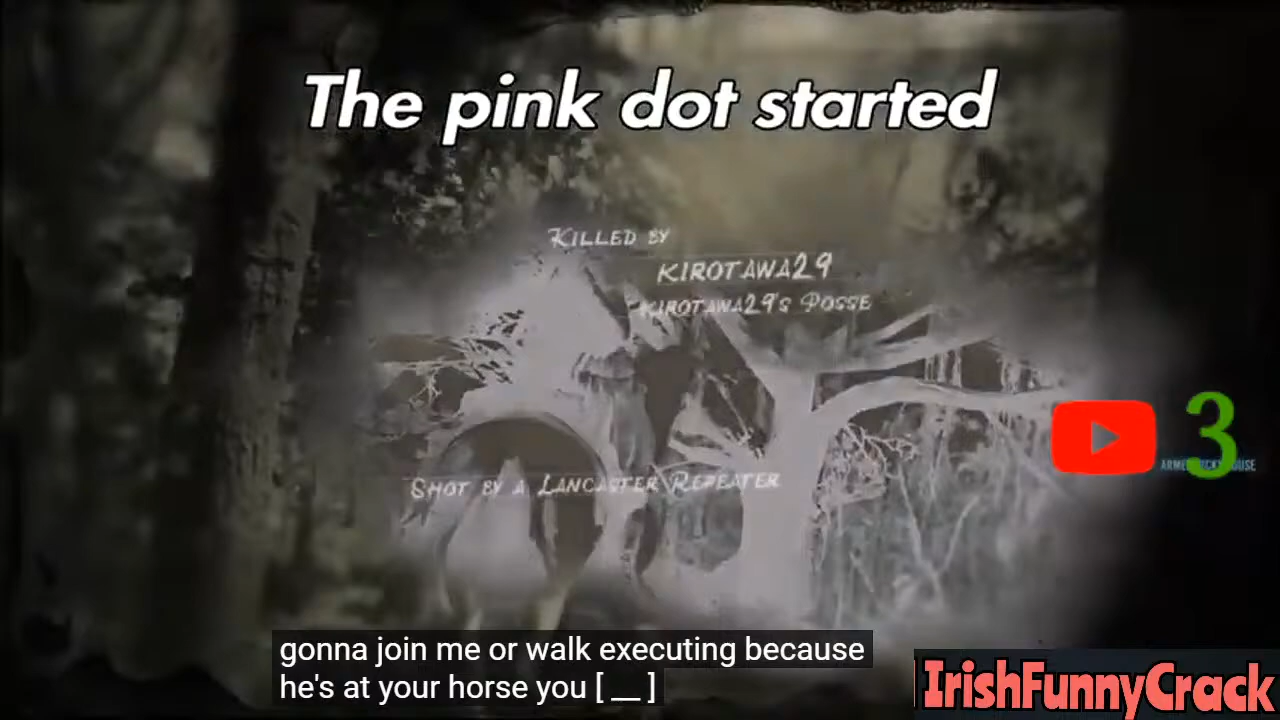 The pink dot started
KILLED BY
KIROTAWA29
KIROTAWA29'S POSSE
SHOT BY A LANCASTER REPEATER
3
gonna join me or walk executing because
he's at your horse you [ __ ]
IrishFunnyCrack